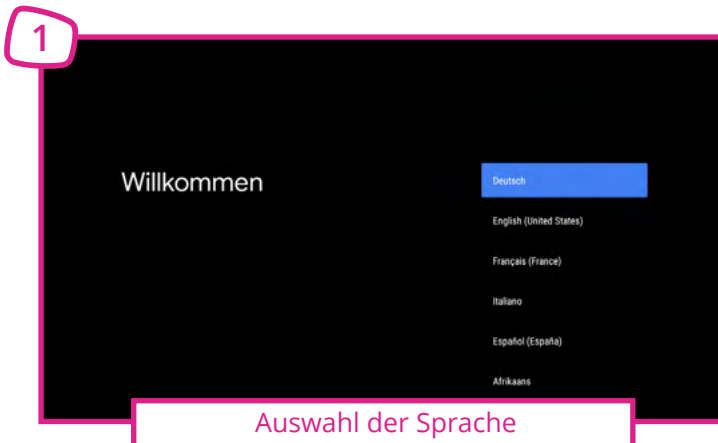 1
Willkommen
Deutsch
English (United States)
Français (France)
Italiano
Español (España)
Afrikaans
Auswahl der Sprache